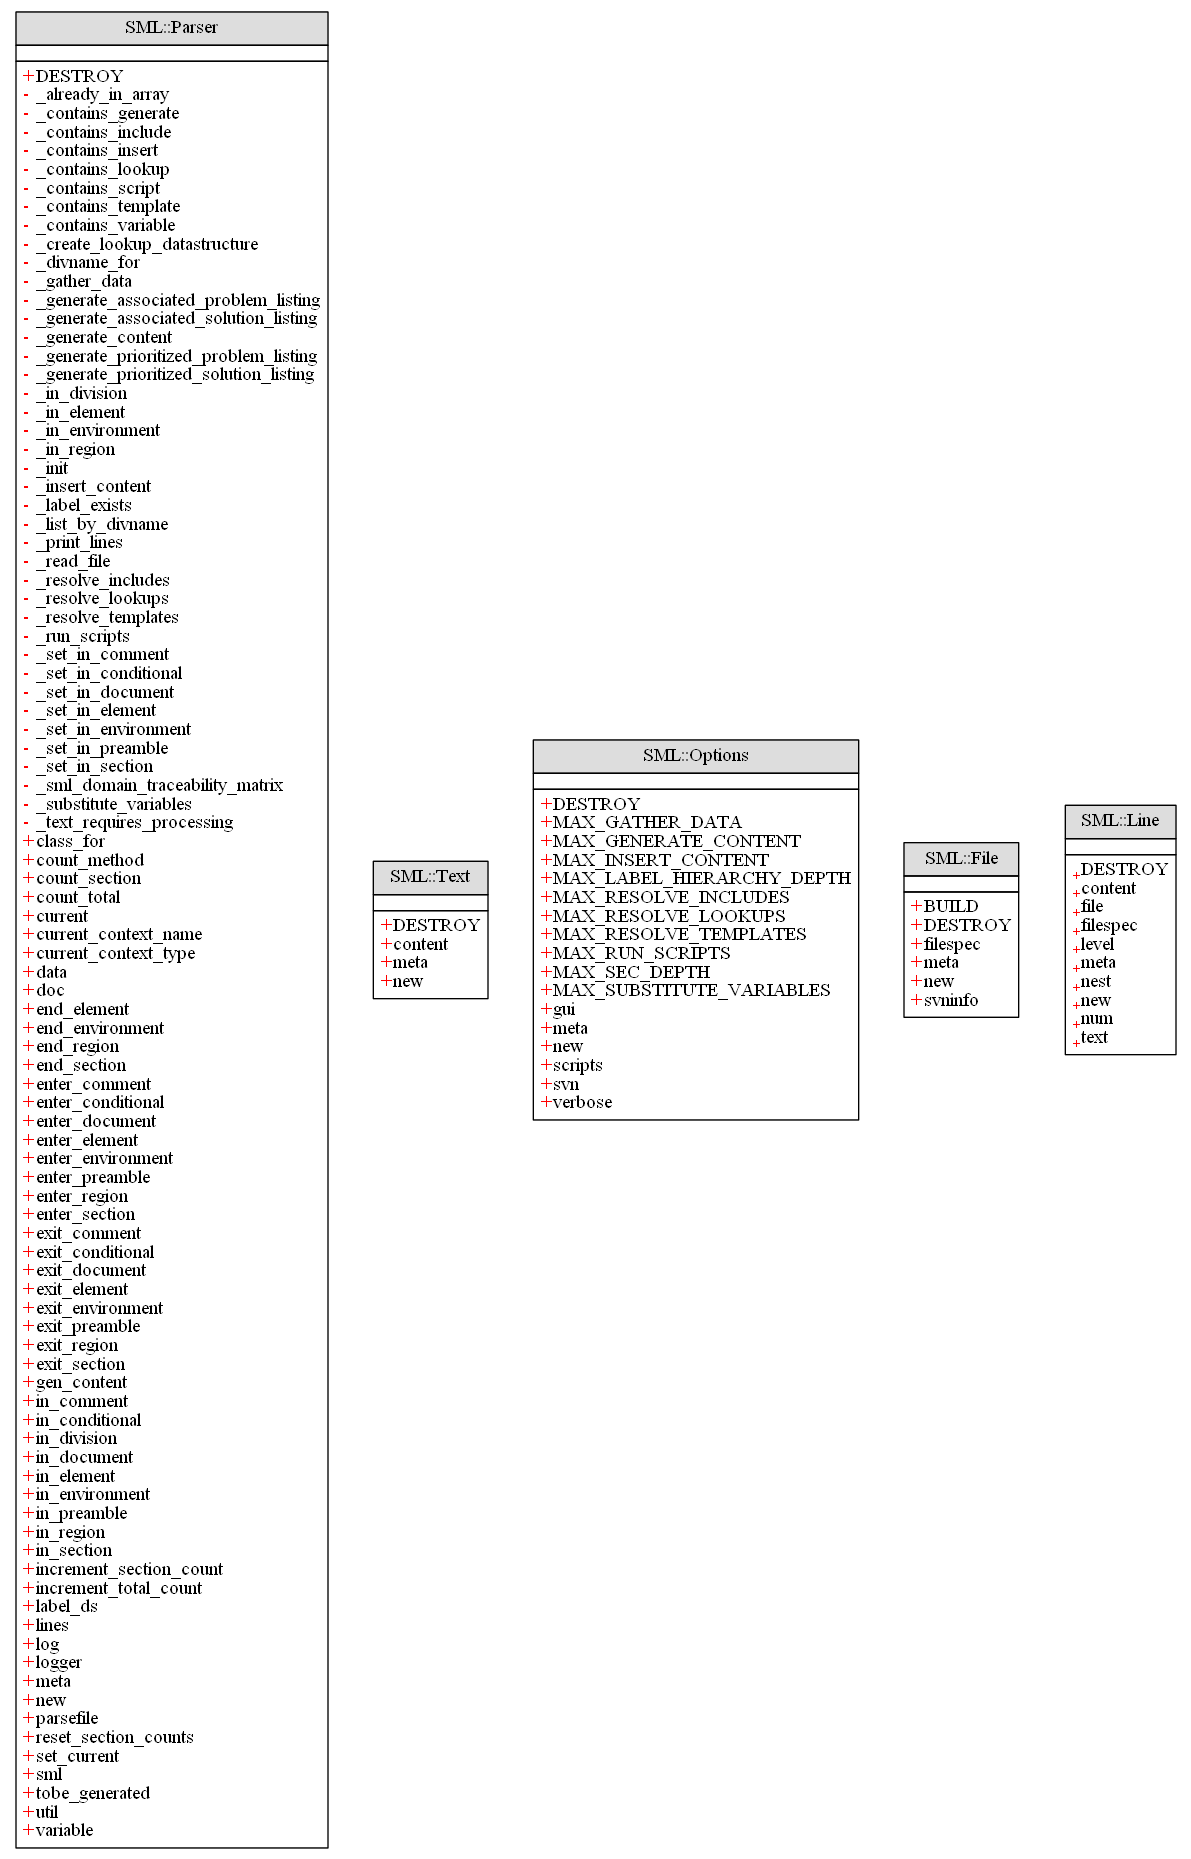 SML::Parser
+DESTROY
- _already_in_array
- _contains_generate
- _contains_include
- _contains_insert
- _contains_lookup
- _contains_script
- _contains_template
- _contains_variable
- _create_lookup_datastructure
- _divname_for
- _gather_data
- _generate_associated_problem_listing
- _generate_associated_solution_listing
- _generate_content
- _generate_prioritized_problem_listing
- _generate_prioritized_solution_listing
- _in_division
- _in_element
- _in_environment
- _in_region
- _init
- _insert_content
- _label_exists
- _list_by_divname
- _print_lines
- _read_file
- _resolve_includes
- _resolve_lookups
- _resolve_templates
- _run_scripts
- _set_in_comment
- _set_in_conditional
- _set_in_document
- _set_in_element
- _set_in_environment
- _set_in_preamble
- _set_in_section
- _sml_domain_traceability_matrix
- _substitute_variables
- _text_requires_processing
+class_for
+count_method
+count_section
+count_total
+current
+current_context_name
+current_context_type
+data
+doc
+end_element
+end_environment
+end_region
+end_section
+enter_comment
+enter_conditional
+enter_document
+enter_element
+enter_environment
+enter_preamble
+enter_region
+enter_section
+exit_comment
+exit_conditional
+exit_document
+exit_element
+exit_environment
+exit_preamble
+exit_region
+exit_section
+gen_content
+in_comment
+in_conditional
+in_division
+in_document
+in_element
+in_environment
+in_preamble
+in_region
+in_section
+increment_section_count
+increment_total_count
+label_ds
+lines
+log
+logger
+meta
+new
+parsefile
+reset_section_counts
+set_current
+sml
+tobe_generated
+util
+variable
SML::Text
+DESTROY
+content
+meta
+new
SML::Options
+DESTROY
+MAX_GATHER_DATA
+MAX_GENERATE_CONTENT
+MAX_INSERT_CONTENT
+MAX_LABEL_HIERARCHY_DEPTH
+MAX_RESOLVE_INCLUDES
+MAX_RESOLVE_LOOKUPS
+MAX_RESOLVE_TEMPLATES
+MAX_RUN_SCRIPTS
+MAX_SEC_DEPTH
+MAX_SUBSTITUTE_VARIABLES
+gui
+meta
+new
+scripts
+svn
+verbose
SML::File
+BUILD
+DESTROY
+filespec
+meta
+new
+svninfo
SML::Line
+DESTROY
+content
+file
+filespec
+level
+meta
+nest
+new
+num
+text